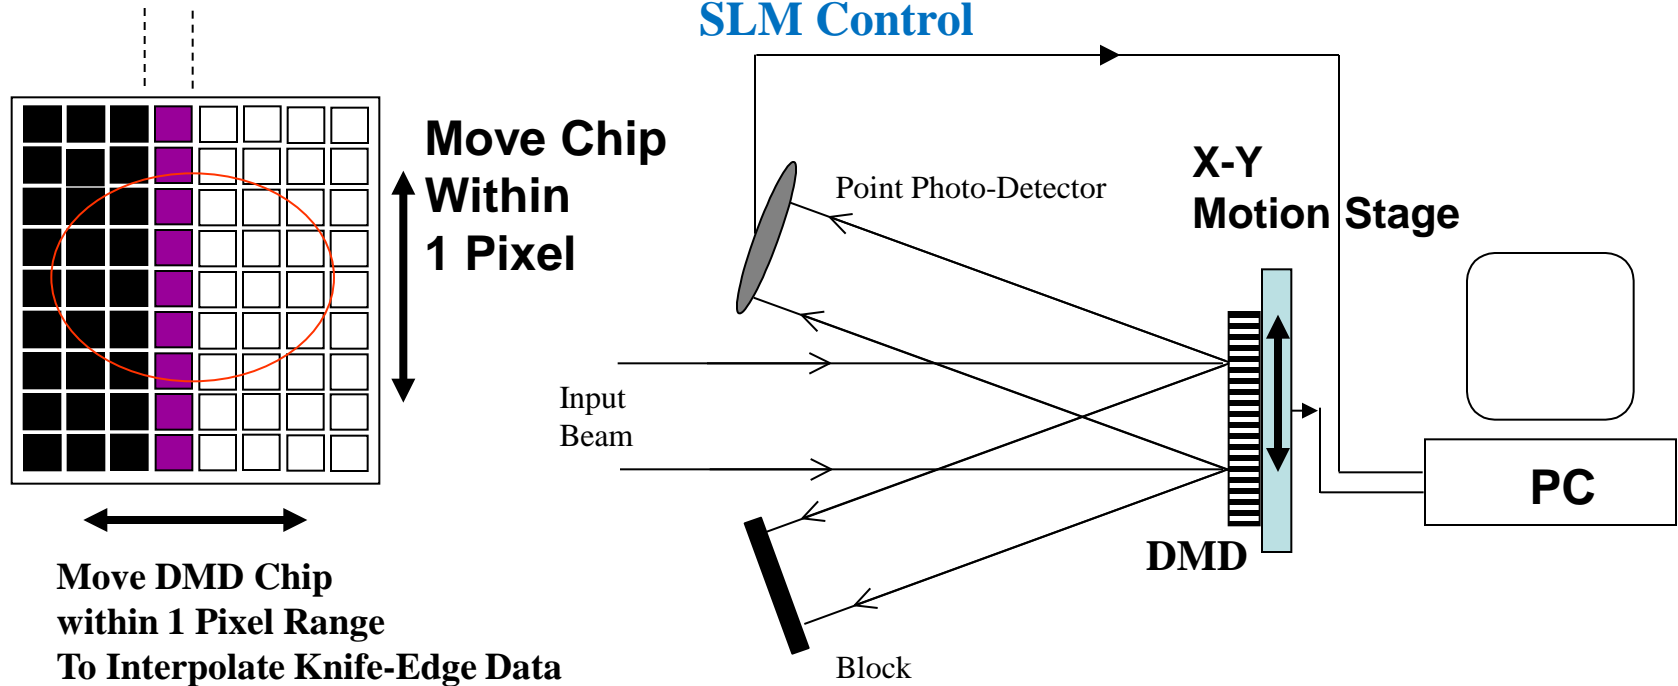 SLM Control
Move Chip
Within
1 Pixel
Point Photo-Detector
X-Y
Motion Stage
Input
Beam
PC
DMD
Move DMD Chip
within 1 Pixel Range
To Interpolate Knife-Edge Data
Block